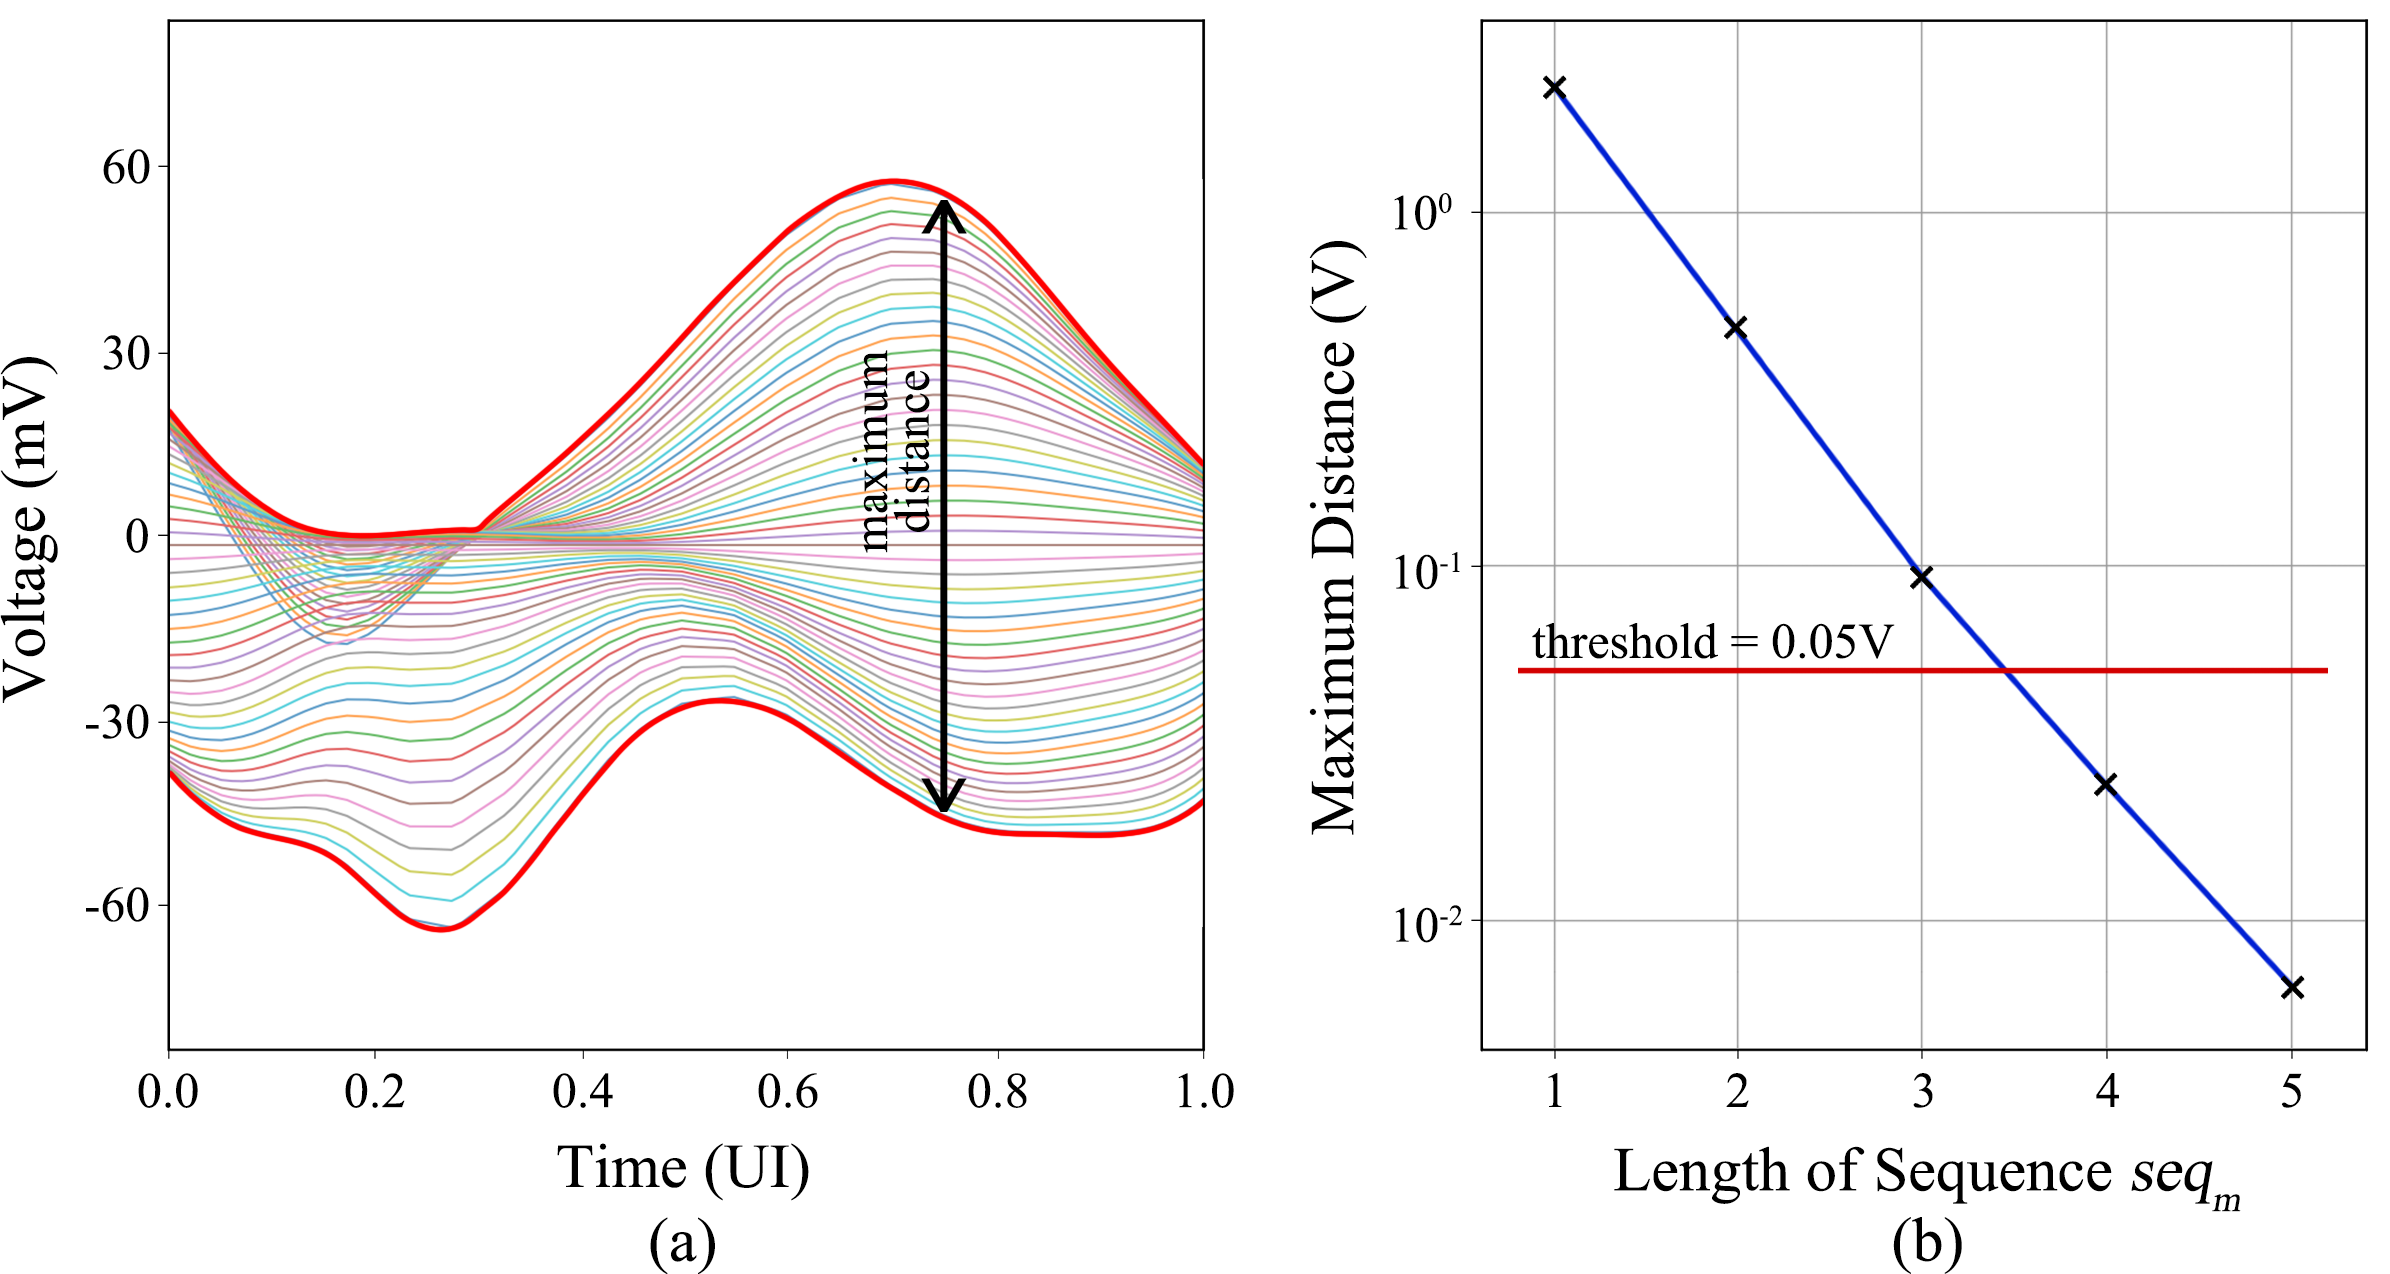 Voltage (mV)
60
30
0
-30
-60
maximum
distance
0.0 0.2 0.4 0.6 0.8 1.0
Time (UI)
(a)
Maximum Distance (V)
10⁰
10⁻¹
10⁻²
threshold = 0.05V
1 2 3 4 5
Length of Sequence seqₘ
(b)